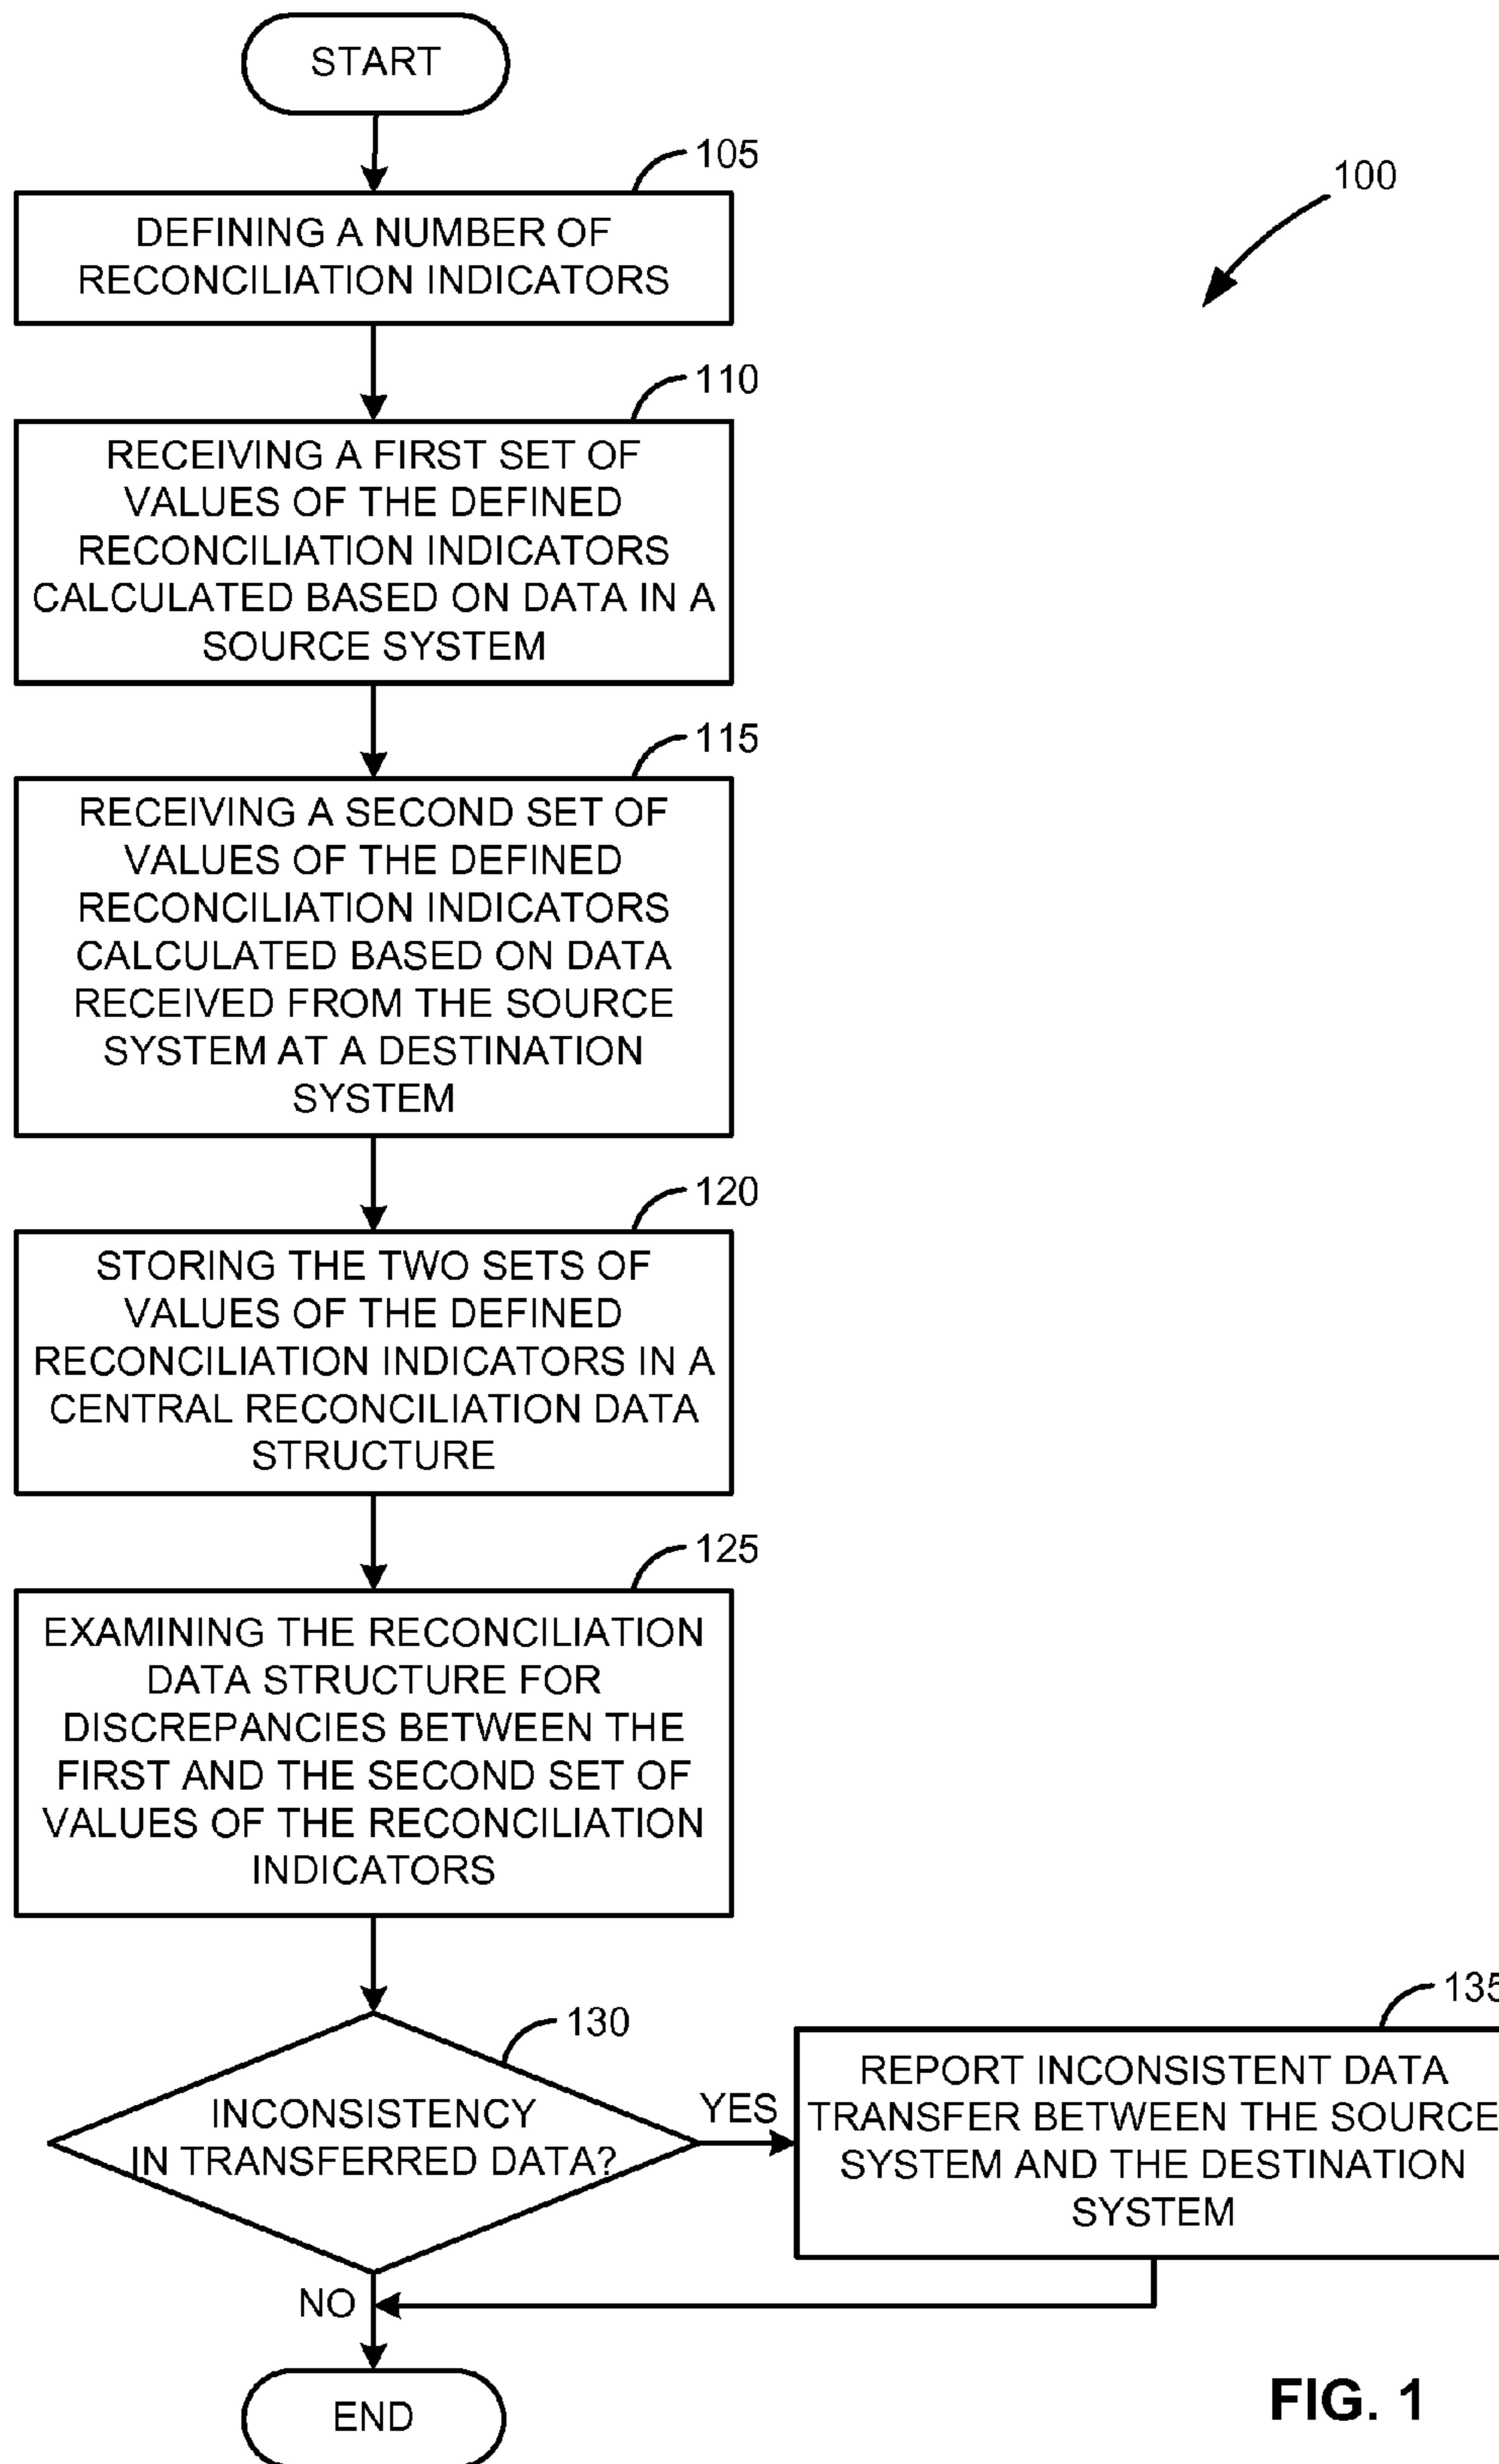 START
105
100
DEFINING A NUMBER OF
RECONCILIATION INDICATORS
110
RECEIVING A FIRST SET OF
VALUES OF THE DEFINED
RECONCILIATION INDICATORS
CALCULATED BASED ON DATA IN A
SOURCE SYSTEM
115
RECEIVING A SECOND SET OF
VALUES OF THE DEFINED
RECONCILIATION INDICATORS
CALCULATED BASED ON DATA
RECEIVED FROM THE SOURCE
SYSTEM AT A DESTINATION
SYSTEM
120
STORING THE TWO SETS OF
VALUES OF THE DEFINED
RECONCILIATION INDICATORS IN A
CENTRAL RECONCILIATION DATA
STRUCTURE
125
EXAMINING THE RECONCILIATION
DATA STRUCTURE FOR
DISCREPANCIES BETWEEN THE
FIRST AND THE SECOND SET OF
VALUES OF THE RECONCILIATION
INDICATORS
130
INCONSISTENCY
IN TRANSFERRED DATA?
YES
135
REPORT INCONSISTENT DATA
TRANSFER BETWEEN THE SOURCE
SYSTEM AND THE DESTINATION
SYSTEM
NO
END
FIG. 1